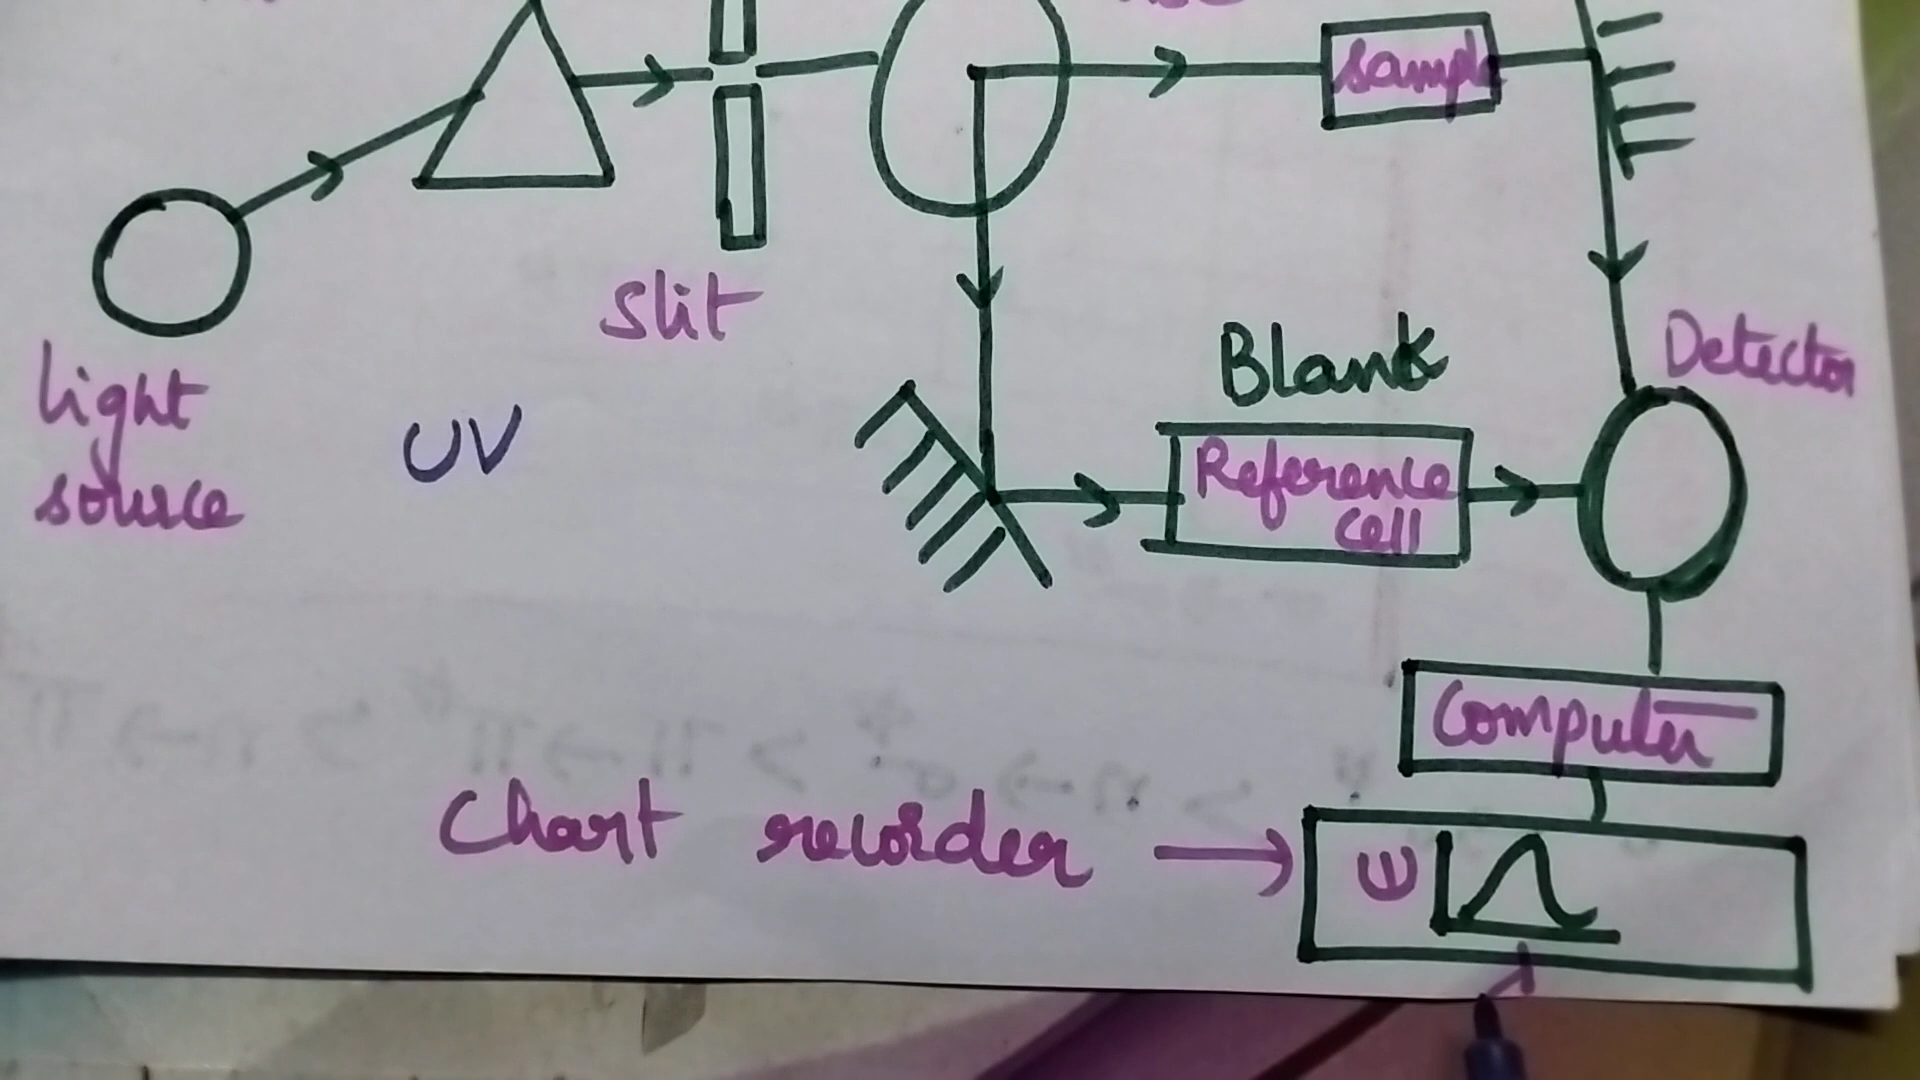 Sample
Slit
Detector
Blank
Light
source
UV
Reference
cell
Computer
Chart recorder